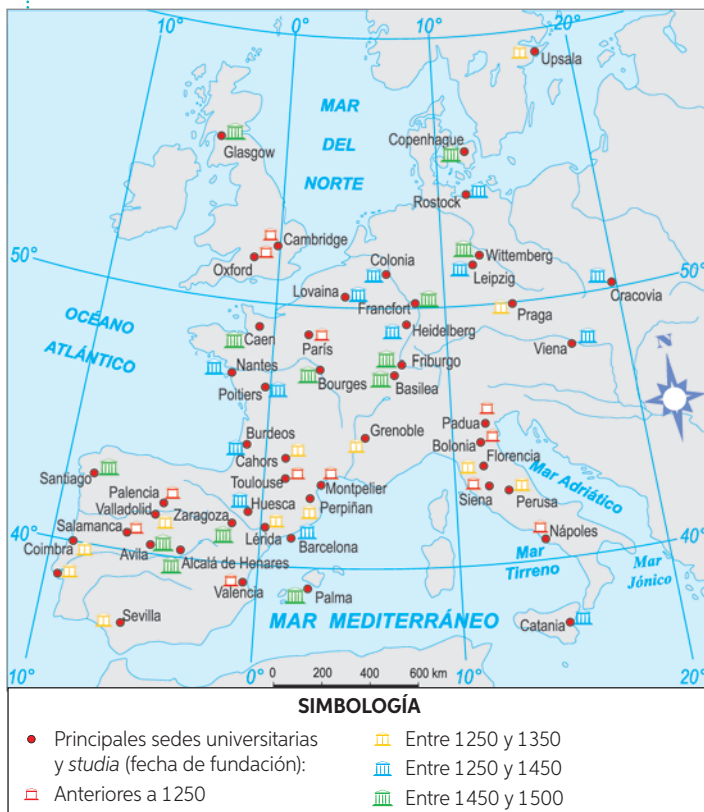 10°
0°
10°
20°
Upsala
MAR
DEL
NORTE
Glasgow
Copenhague
Rostock
Cambridge
Oxford
50°
50°
Colonia
Wittemberg
Leipzig
Lovaina
Francfort
Cracovia
Praga
OCÉANO
ATLÁNTICO
Caen
París
Heidelberg
Viena
N
Nantes
Friburgo
Bourges
Basilea
Poitiers
Burdeos
Grenoble
Padua
Bolonia
Cahors
Florencia
Toulouse
Montpelier
Siena
Perusa
Mar Adriático
Santiago
Palencia
Huesca
Perpiñan
Valladolid
Zaragoza
Salamanca
Lérida
Nápoles
40°
Coimbra
Avila
Barcelona
40°
Alcalá de Henares
Mar
Tirreno
Mar
Jónico
Valencia
Palma
Sevilla
MAR MEDITERRÁNEO
Catania
10°
0°
10°
20°
0 200 400 600 km
SIMBOLOGÍA
Principales sedes universitarias
y studia (fecha de fundación):
Anteriores a 1250
Entre 1250 y 1350
Entre 1250 y 1450
Entre 1450 y 1500